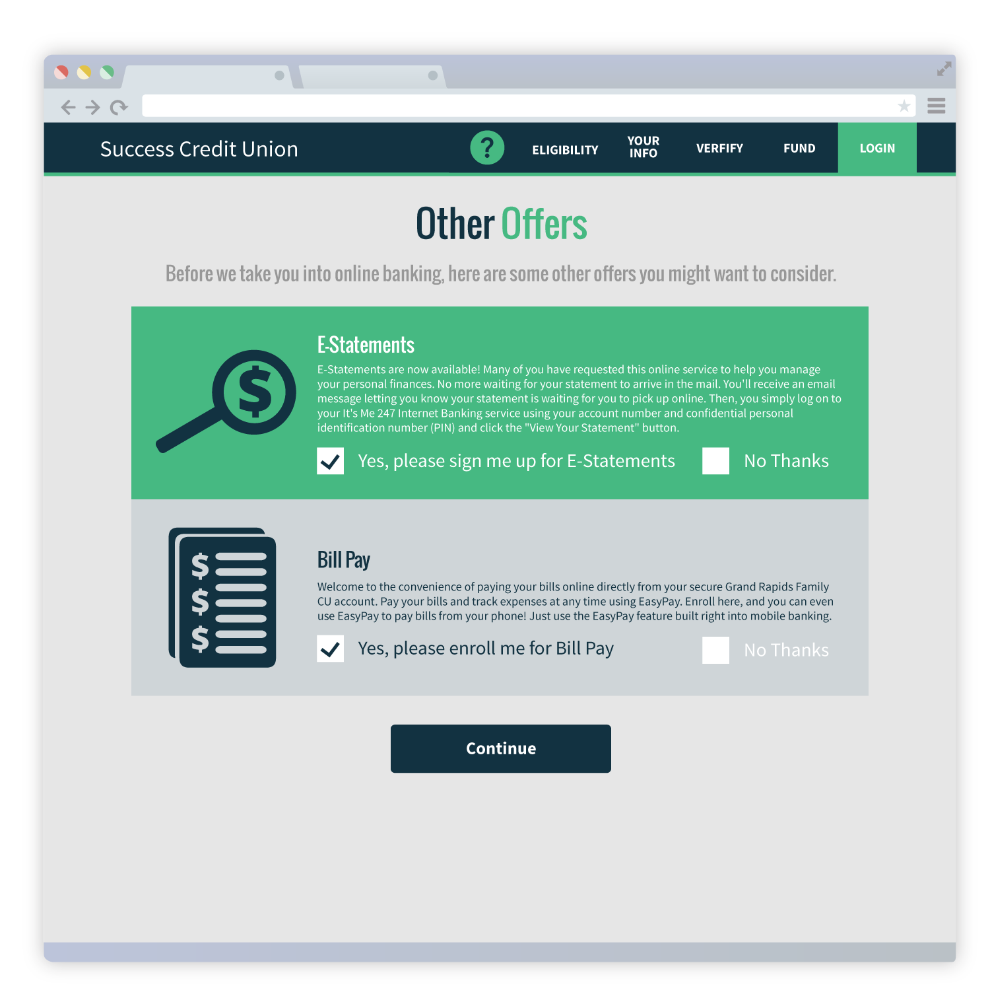 Success Credit Union
?
ELIGIBILITY
YOUR
INFO
VERFIFY
FUND
LOGIN
Other Offers
Before we take you into online banking, here are some other offers you might want to consider.
$
E-Statements
E-Statements are now available! Many of you have requested this online service to help you manage
your personal finances. No more waiting for your statement to arrive in the mail. You'll receive an email
message letting you know your statement is waiting for you to pick up online. Then, you simply log on to
your It's Me 247 Internet Banking service using your account number and confidential personal
identification number (PIN) and click the "View Your Statement" button.
Yes, please sign me up for E-Statements
No Thanks
$
$
$
Bill Pay
Welcome to the convenience of paying your bills online directly from your secure Grand Rapids Family
CU account. Pay your bills and track expenses at any time using EasyPay. Enroll here, and you can even
use EasyPay to pay bills from your phone! Just use the EasyPay feature built right into mobile banking.
Yes, please enroll me for Bill Pay
No Thanks
Continue